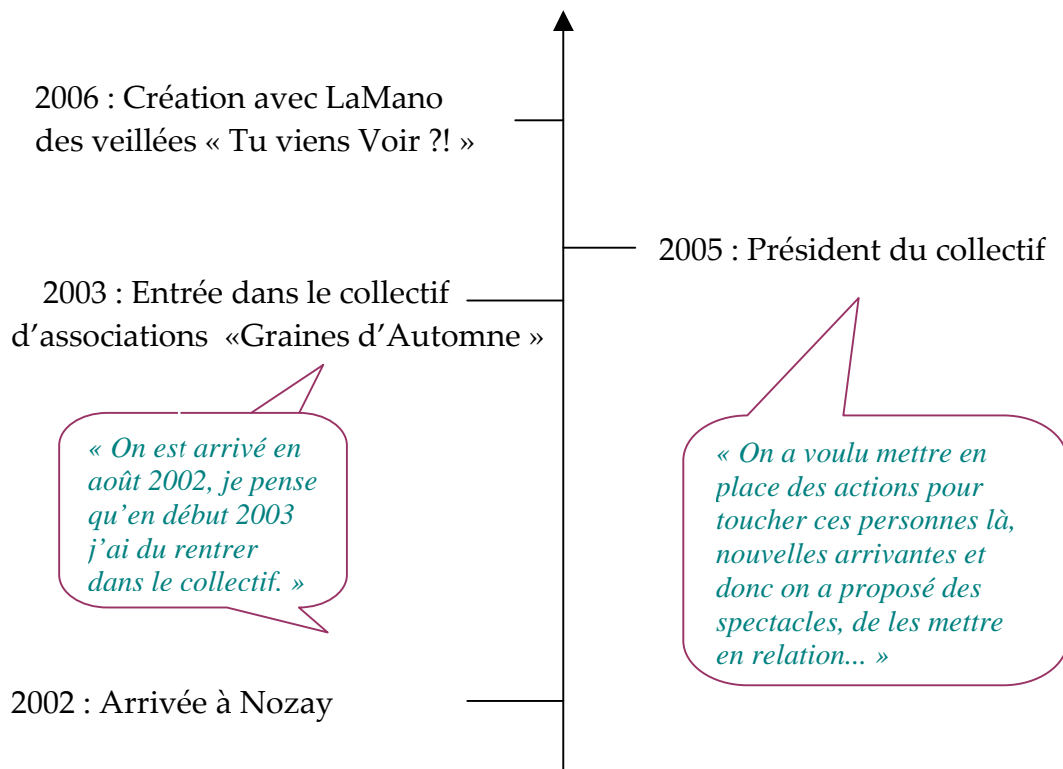 2006 : Création avec LaMano
des veillées « Tu viens Voir ?! »
2005 : Président du collectif
2003 : Entrée dans le collectif
d’associations «Graines d’Automne »
« On est arrivé en
août 2002, je pense
qu’en début 2003
j’ai du rentrer
dans le collectif. »
« On a voulu mettre en
place des actions pour
toucher ces personnes là,
nouvelles arrivantes et
donc on a proposé des
spectacles, de les mettre
en relation... »
2002 : Arrivée à Nozay